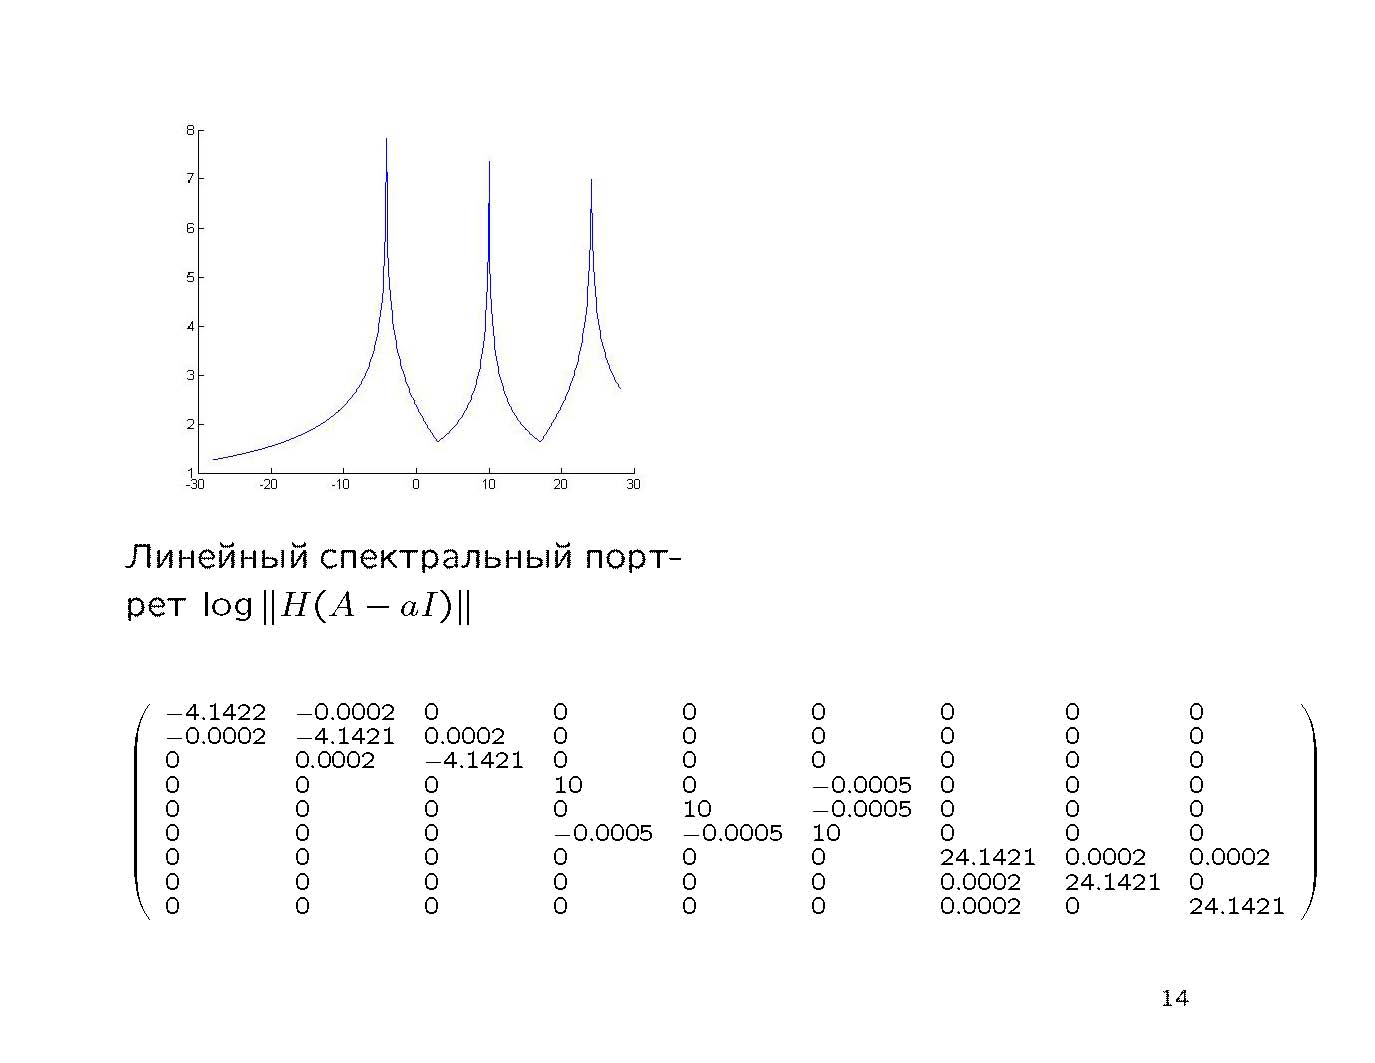 8
7
6
5
4
3
2
1
-30 -20 -10 0 10 20 30
Линейный спектральный порт-
рет log ‖H(A − aI)‖
−4.1422 −0.0002 0 0 0 0 0 0 0
−0.0002 −4.1421 0.0002 0 0 0 0 0 0
0 0.0002 −4.1421 0 0 0 0 0 0
0 0 0 10 0 −0.0005 0 0 0
0 0 0 0 10 −0.0005 0 0 0
0 0 0 −0.0005 −0.0005 10 0 0 0
0 0 0 0 0 0 24.1421 0.0002 0.0002
0 0 0 0 0 0 0.0002 24.1421 0
0 0 0 0 0 0 0.0002 0 24.1421
14